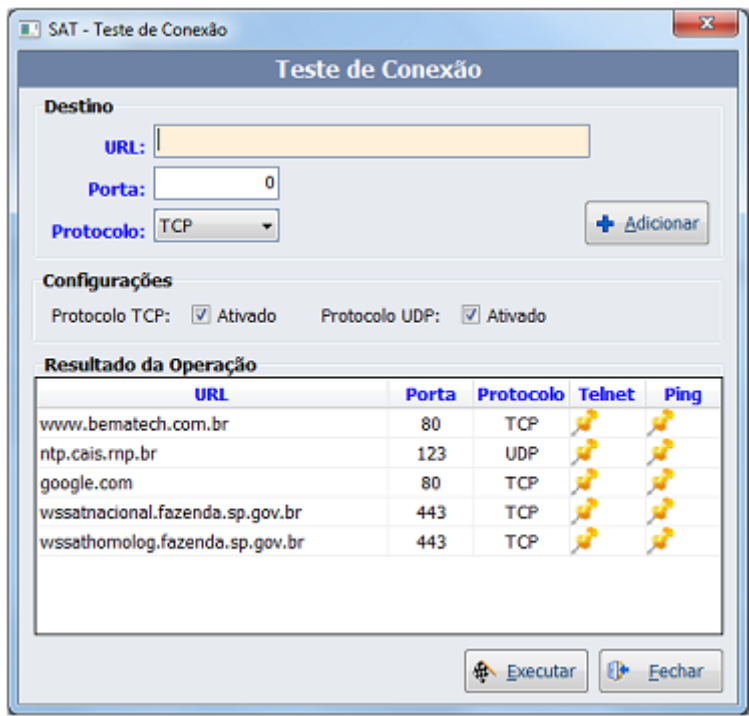 SAT - Teste de Conexão
Teste de Conexão
Destino
URL:
Porta: 0
Protocolo: TCP
Adicionar
Configurações
Protocolo TCP: Ativado Protocolo UDP: Ativado
Resultado da Operação
URL Porta Protocolo Telnet Ping
www.bematech.com.br 80 TCP
ntp.cais.rnp.br 123 UDP
google.com 80 TCP
wssatnacional.fazenda.sp.gov.br 443 TCP
wssathomolog.fazenda.sp.gov.br 443 TCP
Executar Fechar